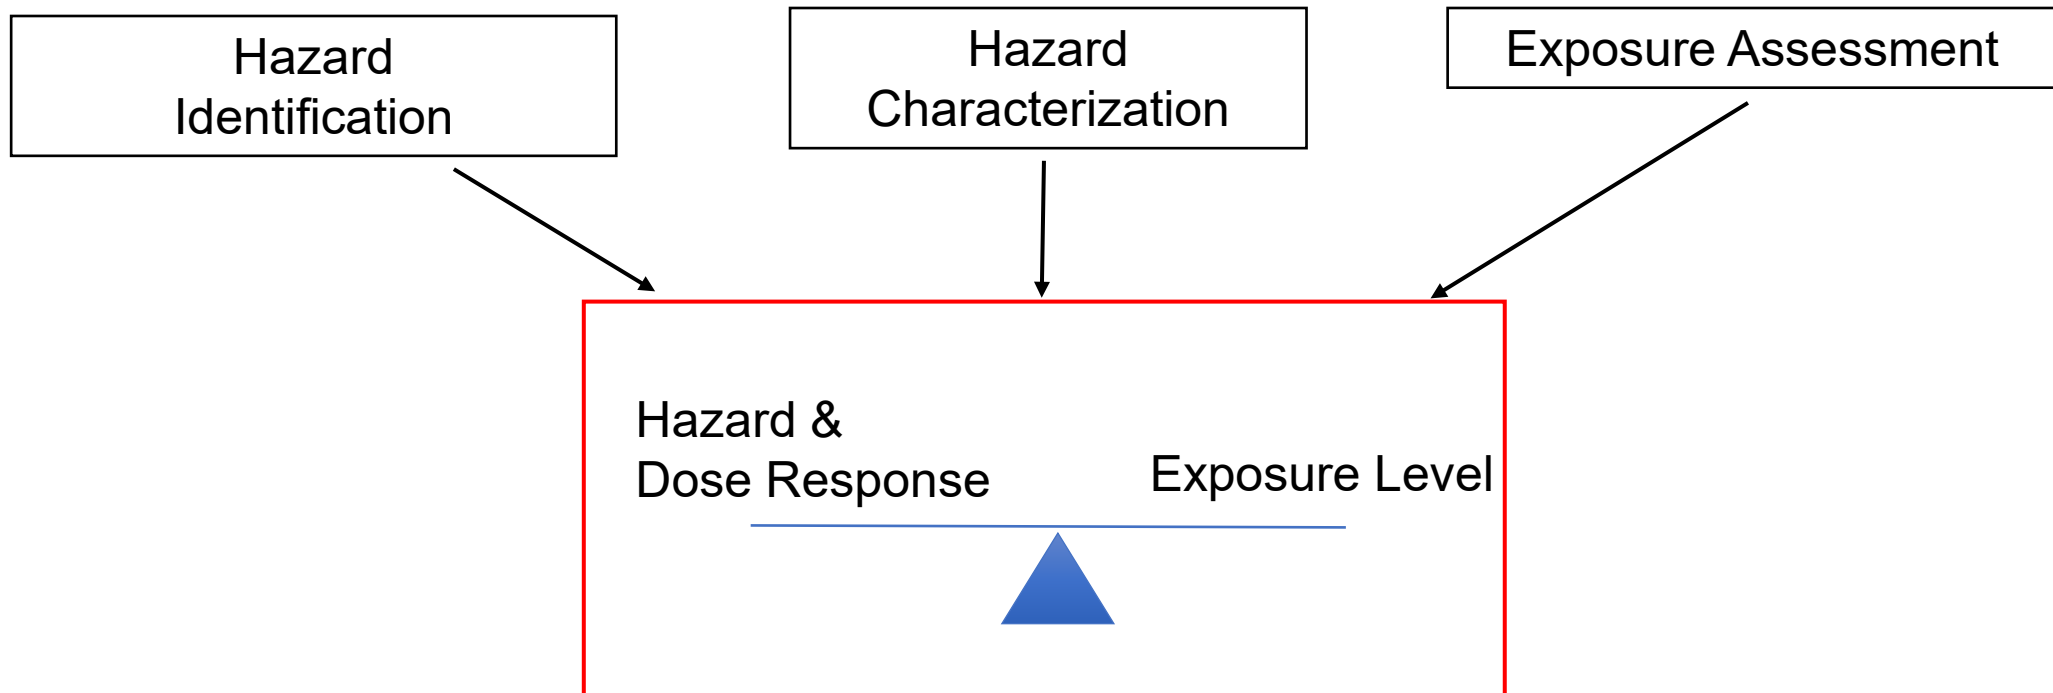 Hazard
Identification
Hazard
Characterization
Exposure Assessment
Hazard &
Dose Response
Exposure Level